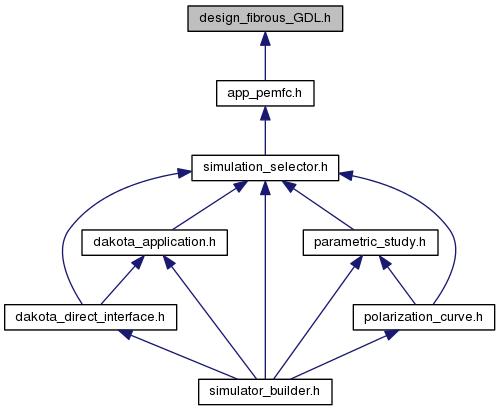 design_fibrous_GDL.h
app_pemfc.h
simulation_selector.h
dakota_application.h
parametric_study.h
dakota_direct_interface.h
polarization_curve.h
simulator_builder.h